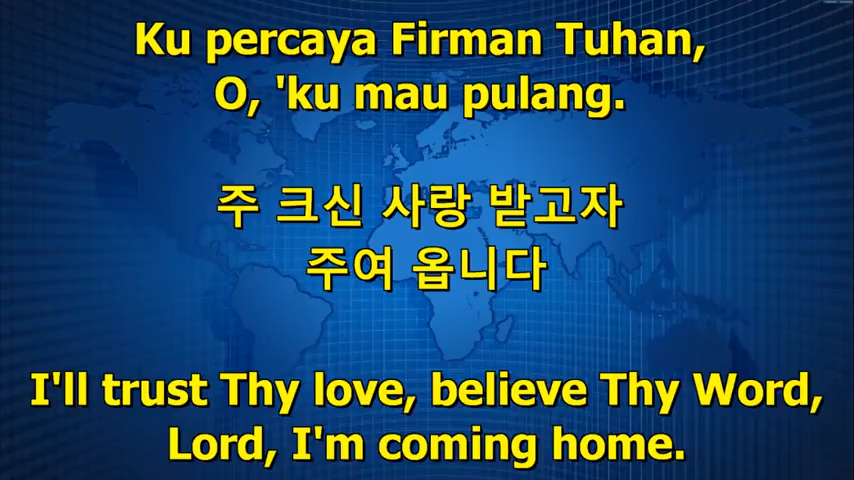 Ku percaya Firman Tuhan,
O, 'ku mau pulang.
주 크신 사랑 받고자
주여 옵니다
I'll trust Thy love, believe Thy Word,
Lord, I'm coming home.